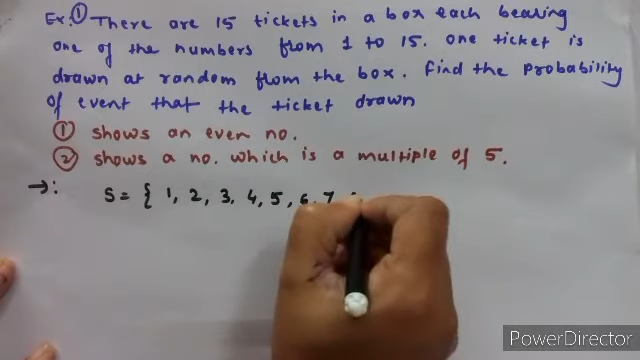 Ex.① There are 15 tickets in a box each bearing
one of the numbers from 1 to 15. one ticket is
drawn at random from the box. Find the probability
of event that the ticket drawn
① shows an even no.
② shows a no. which is a multiple of 5.
→: S = { 1, 2, 3, 4, 5, 6, 7,
PowerDirector